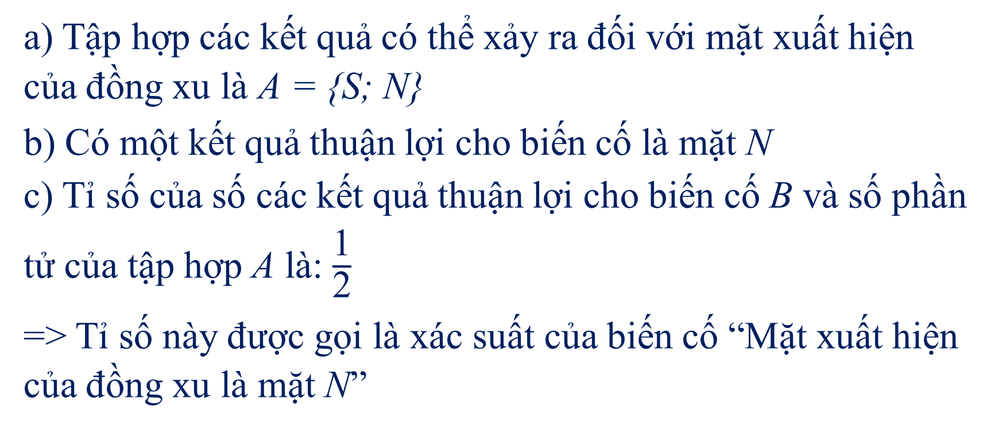 a) Tập hợp các kết quả có thể xảy ra đối với mặt xuất hiện
của đồng xu là A = {S; N}
b) Có một kết quả thuận lợi cho biến cố là mặt N
c) Tỉ số của số các kết quả thuận lợi cho biến cố B và số phần
tử của tập hợp A là: 1/2
=> Tỉ số này được gọi là xác suất của biến cố “Mặt xuất hiện
của đồng xu là mặt N”